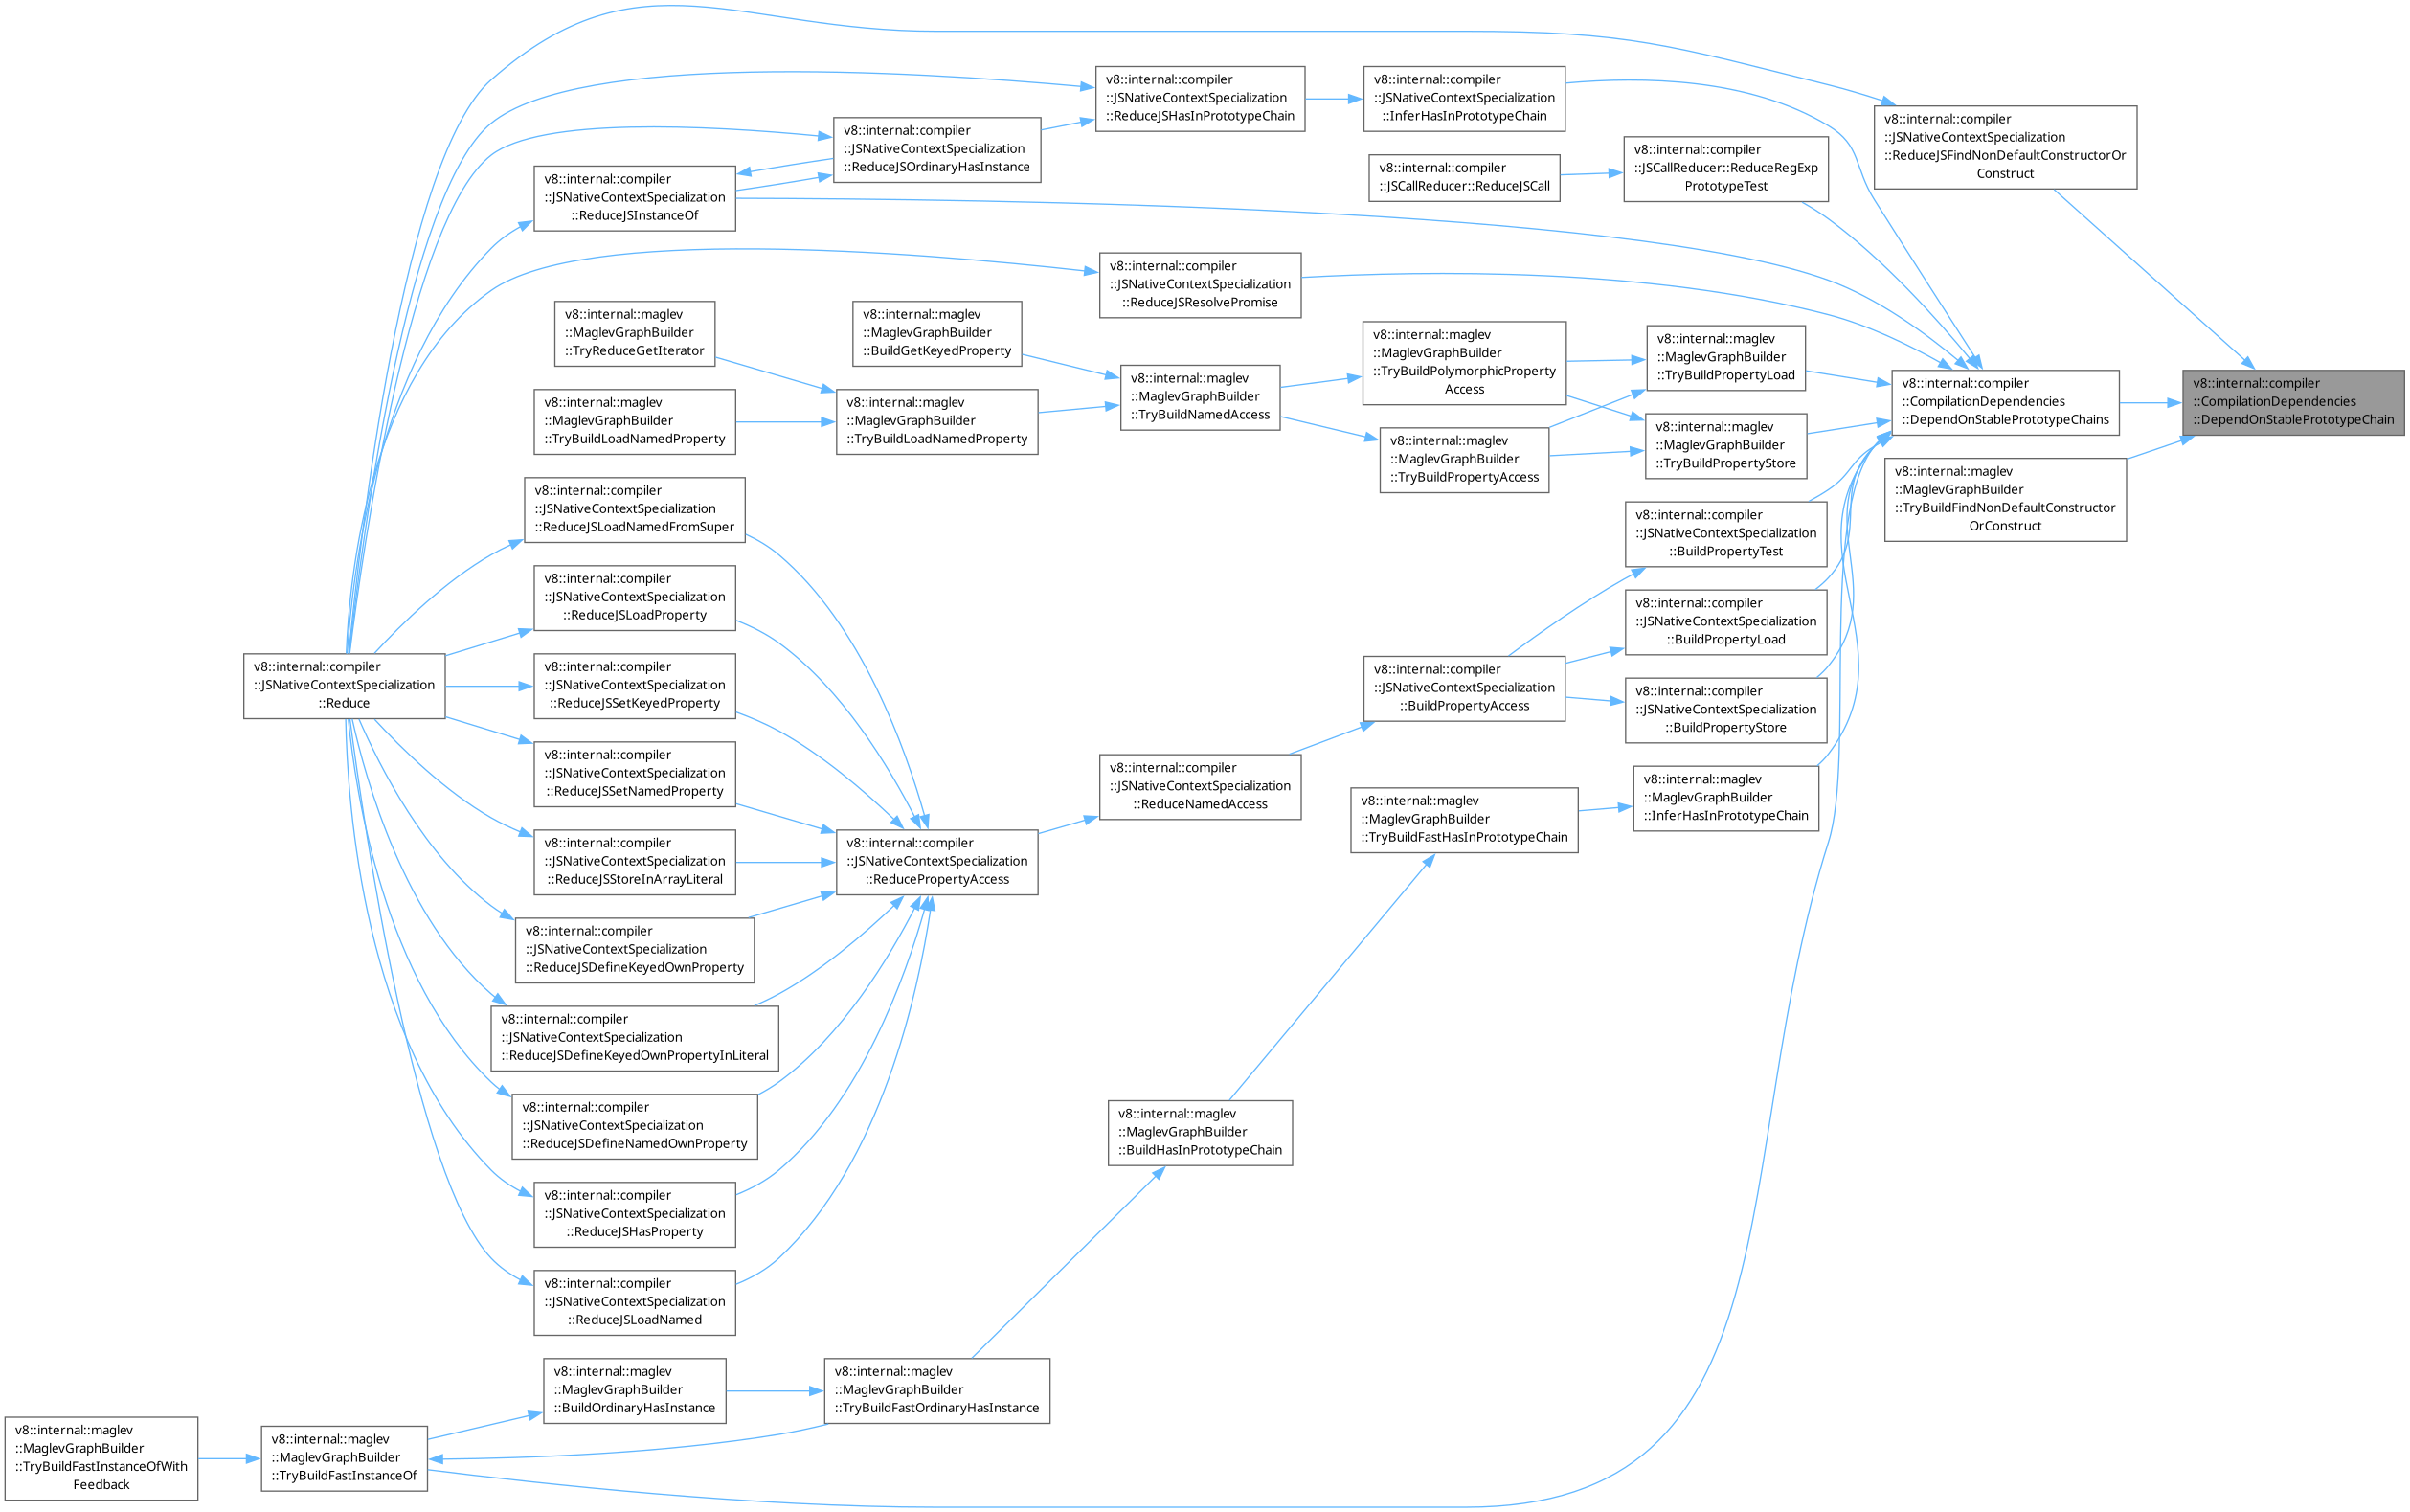 v8::internal::compiler
::JSNativeContextSpecialization
::ReduceJSHasInPrototypeChain
v8::internal::compiler
::JSNativeContextSpecialization
::InferHasInPrototypeChain
v8::internal::compiler
::JSNativeContextSpecialization
::ReduceJSFindNonDefaultConstructorOr
Construct
v8::internal::compiler
::JSNativeContextSpecialization
::ReduceJSOrdinaryHasInstance
v8::internal::compiler
::JSCallReducer::ReduceRegExp
PrototypeTest
v8::internal::compiler
::JSCallReducer::ReduceJSCall
v8::internal::compiler
::JSNativeContextSpecialization
::ReduceJSInstanceOf
v8::internal::compiler
::JSNativeContextSpecialization
::ReduceJSResolvePromise
v8::internal::maglev
::MaglevGraphBuilder
::TryReduceGetIterator
v8::internal::maglev
::MaglevGraphBuilder
::BuildGetKeyedProperty
v8::internal::maglev
::MaglevGraphBuilder
::TryBuildPolymorphicProperty
Access
v8::internal::maglev
::MaglevGraphBuilder
::TryBuildPropertyLoad
v8::internal::maglev
::MaglevGraphBuilder
::TryBuildNamedAccess
v8::internal::compiler
::CompilationDependencies
::DependOnStablePrototypeChains
v8::internal::compiler
::CompilationDependencies
::DependOnStablePrototypeChain
v8::internal::maglev
::MaglevGraphBuilder
::TryBuildLoadNamedProperty
v8::internal::maglev
::MaglevGraphBuilder
::TryBuildLoadNamedProperty
v8::internal::maglev
::MaglevGraphBuilder
::TryBuildPropertyAccess
v8::internal::maglev
::MaglevGraphBuilder
::TryBuildPropertyStore
v8::internal::maglev
::MaglevGraphBuilder
::TryBuildFindNonDefaultConstructor
OrConstruct
v8::internal::compiler
::JSNativeContextSpecialization
::ReduceJSLoadNamedFromSuper
v8::internal::compiler
::JSNativeContextSpecialization
::BuildPropertyTest
v8::internal::compiler
::JSNativeContextSpecialization
::ReduceJSLoadProperty
v8::internal::compiler
::JSNativeContextSpecialization
::BuildPropertyLoad
v8::internal::compiler
::JSNativeContextSpecialization
::Reduce
v8::internal::compiler
::JSNativeContextSpecialization
::ReduceJSSetKeyedProperty
v8::internal::compiler
::JSNativeContextSpecialization
::BuildPropertyAccess
v8::internal::compiler
::JSNativeContextSpecialization
::BuildPropertyStore
v8::internal::compiler
::JSNativeContextSpecialization
::ReduceJSSetNamedProperty
v8::internal::compiler
::JSNativeContextSpecialization
::ReduceNamedAccess
v8::internal::maglev
::MaglevGraphBuilder
::InferHasInPrototypeChain
v8::internal::maglev
::MaglevGraphBuilder
::TryBuildFastHasInPrototypeChain
v8::internal::compiler
::JSNativeContextSpecialization
::ReduceJSStoreInArrayLiteral
v8::internal::compiler
::JSNativeContextSpecialization
::ReducePropertyAccess
v8::internal::compiler
::JSNativeContextSpecialization
::ReduceJSDefineKeyedOwnProperty
v8::internal::compiler
::JSNativeContextSpecialization
::ReduceJSDefineKeyedOwnPropertyInLiteral
v8::internal::compiler
::JSNativeContextSpecialization
::ReduceJSDefineNamedOwnProperty
v8::internal::maglev
::MaglevGraphBuilder
::BuildHasInPrototypeChain
v8::internal::compiler
::JSNativeContextSpecialization
::ReduceJSHasProperty
v8::internal::compiler
::JSNativeContextSpecialization
::ReduceJSLoadNamed
v8::internal::maglev
::MaglevGraphBuilder
::BuildOrdinaryHasInstance
v8::internal::maglev
::MaglevGraphBuilder
::TryBuildFastOrdinaryHasInstance
v8::internal::maglev
::MaglevGraphBuilder
::TryBuildFastInstanceOfWith
Feedback
v8::internal::maglev
::MaglevGraphBuilder
::TryBuildFastInstanceOf